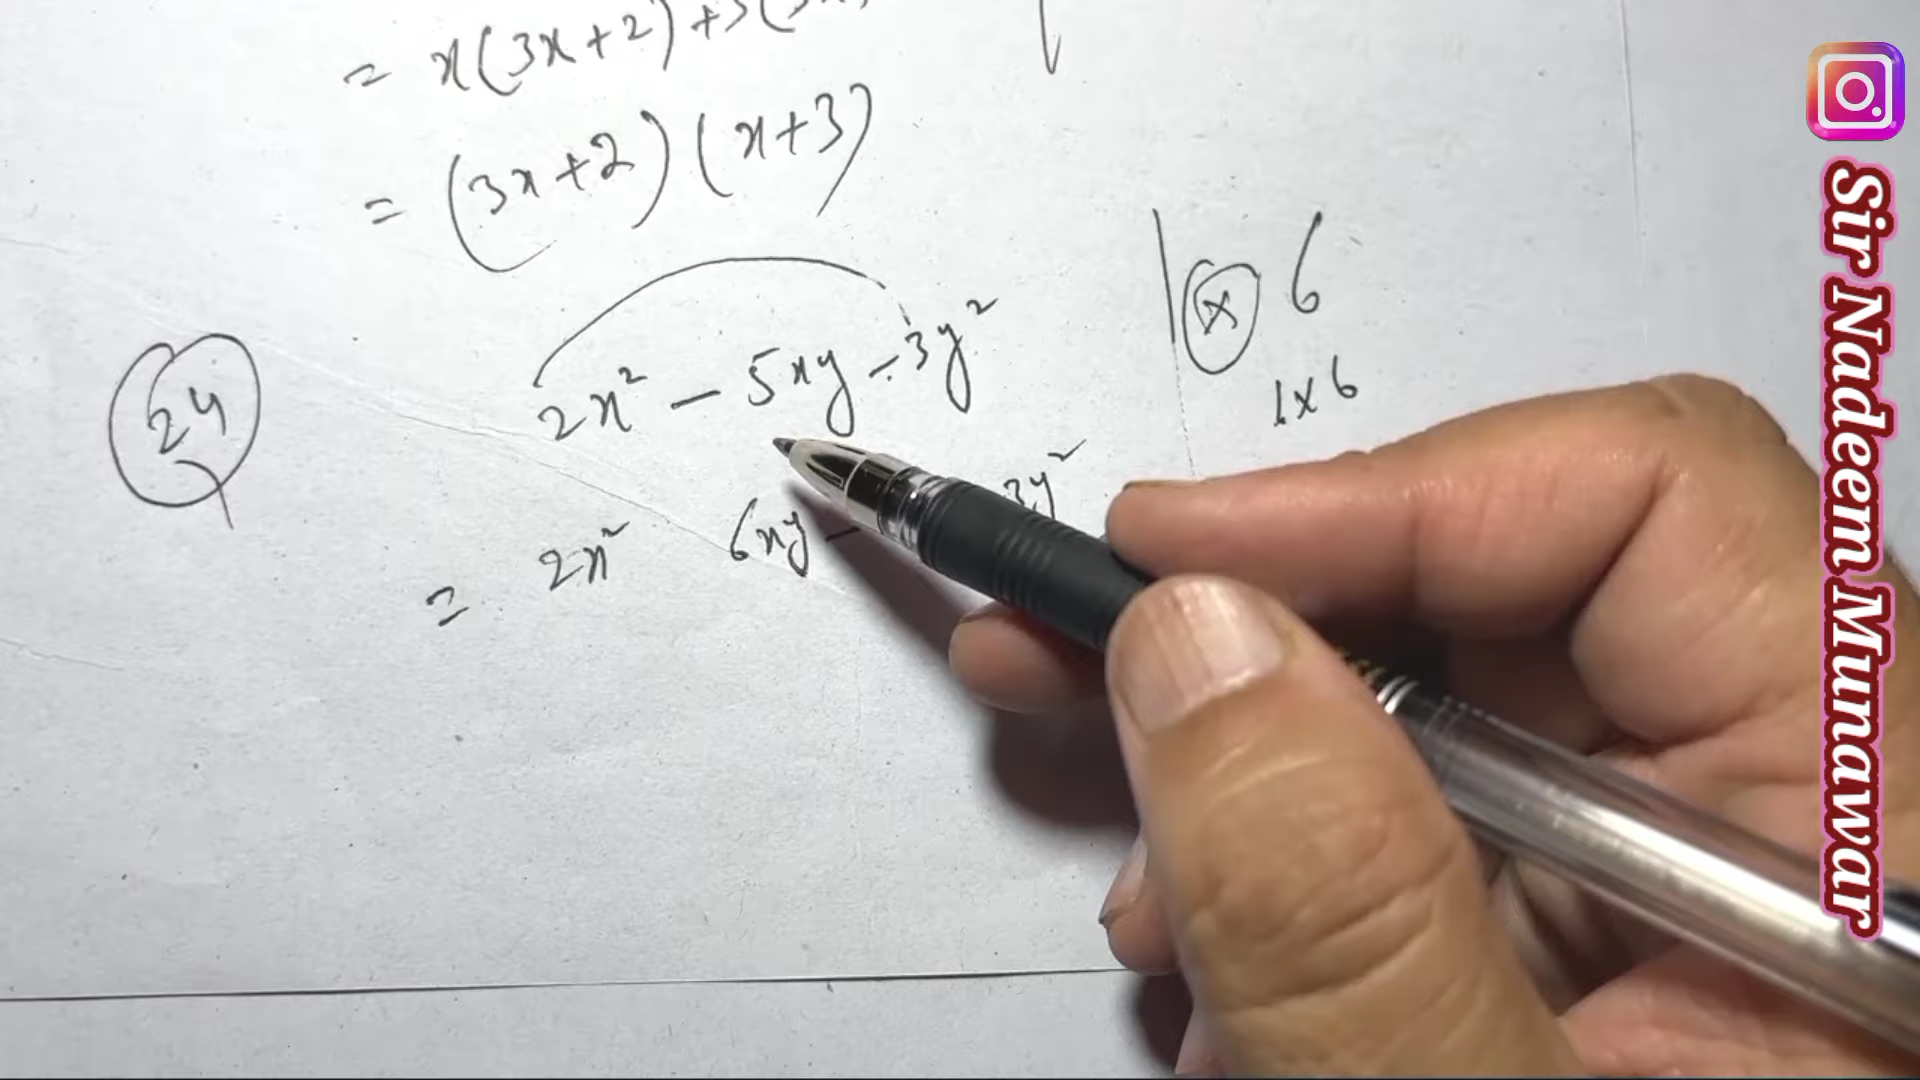 = x(3x+2)+3(3x
= (3x+2)(x+3)
24
2x² - 5xy - 3y²
× 6
1×6
= 2x² 6xy - 3y²
Sir Nadeem Munawar